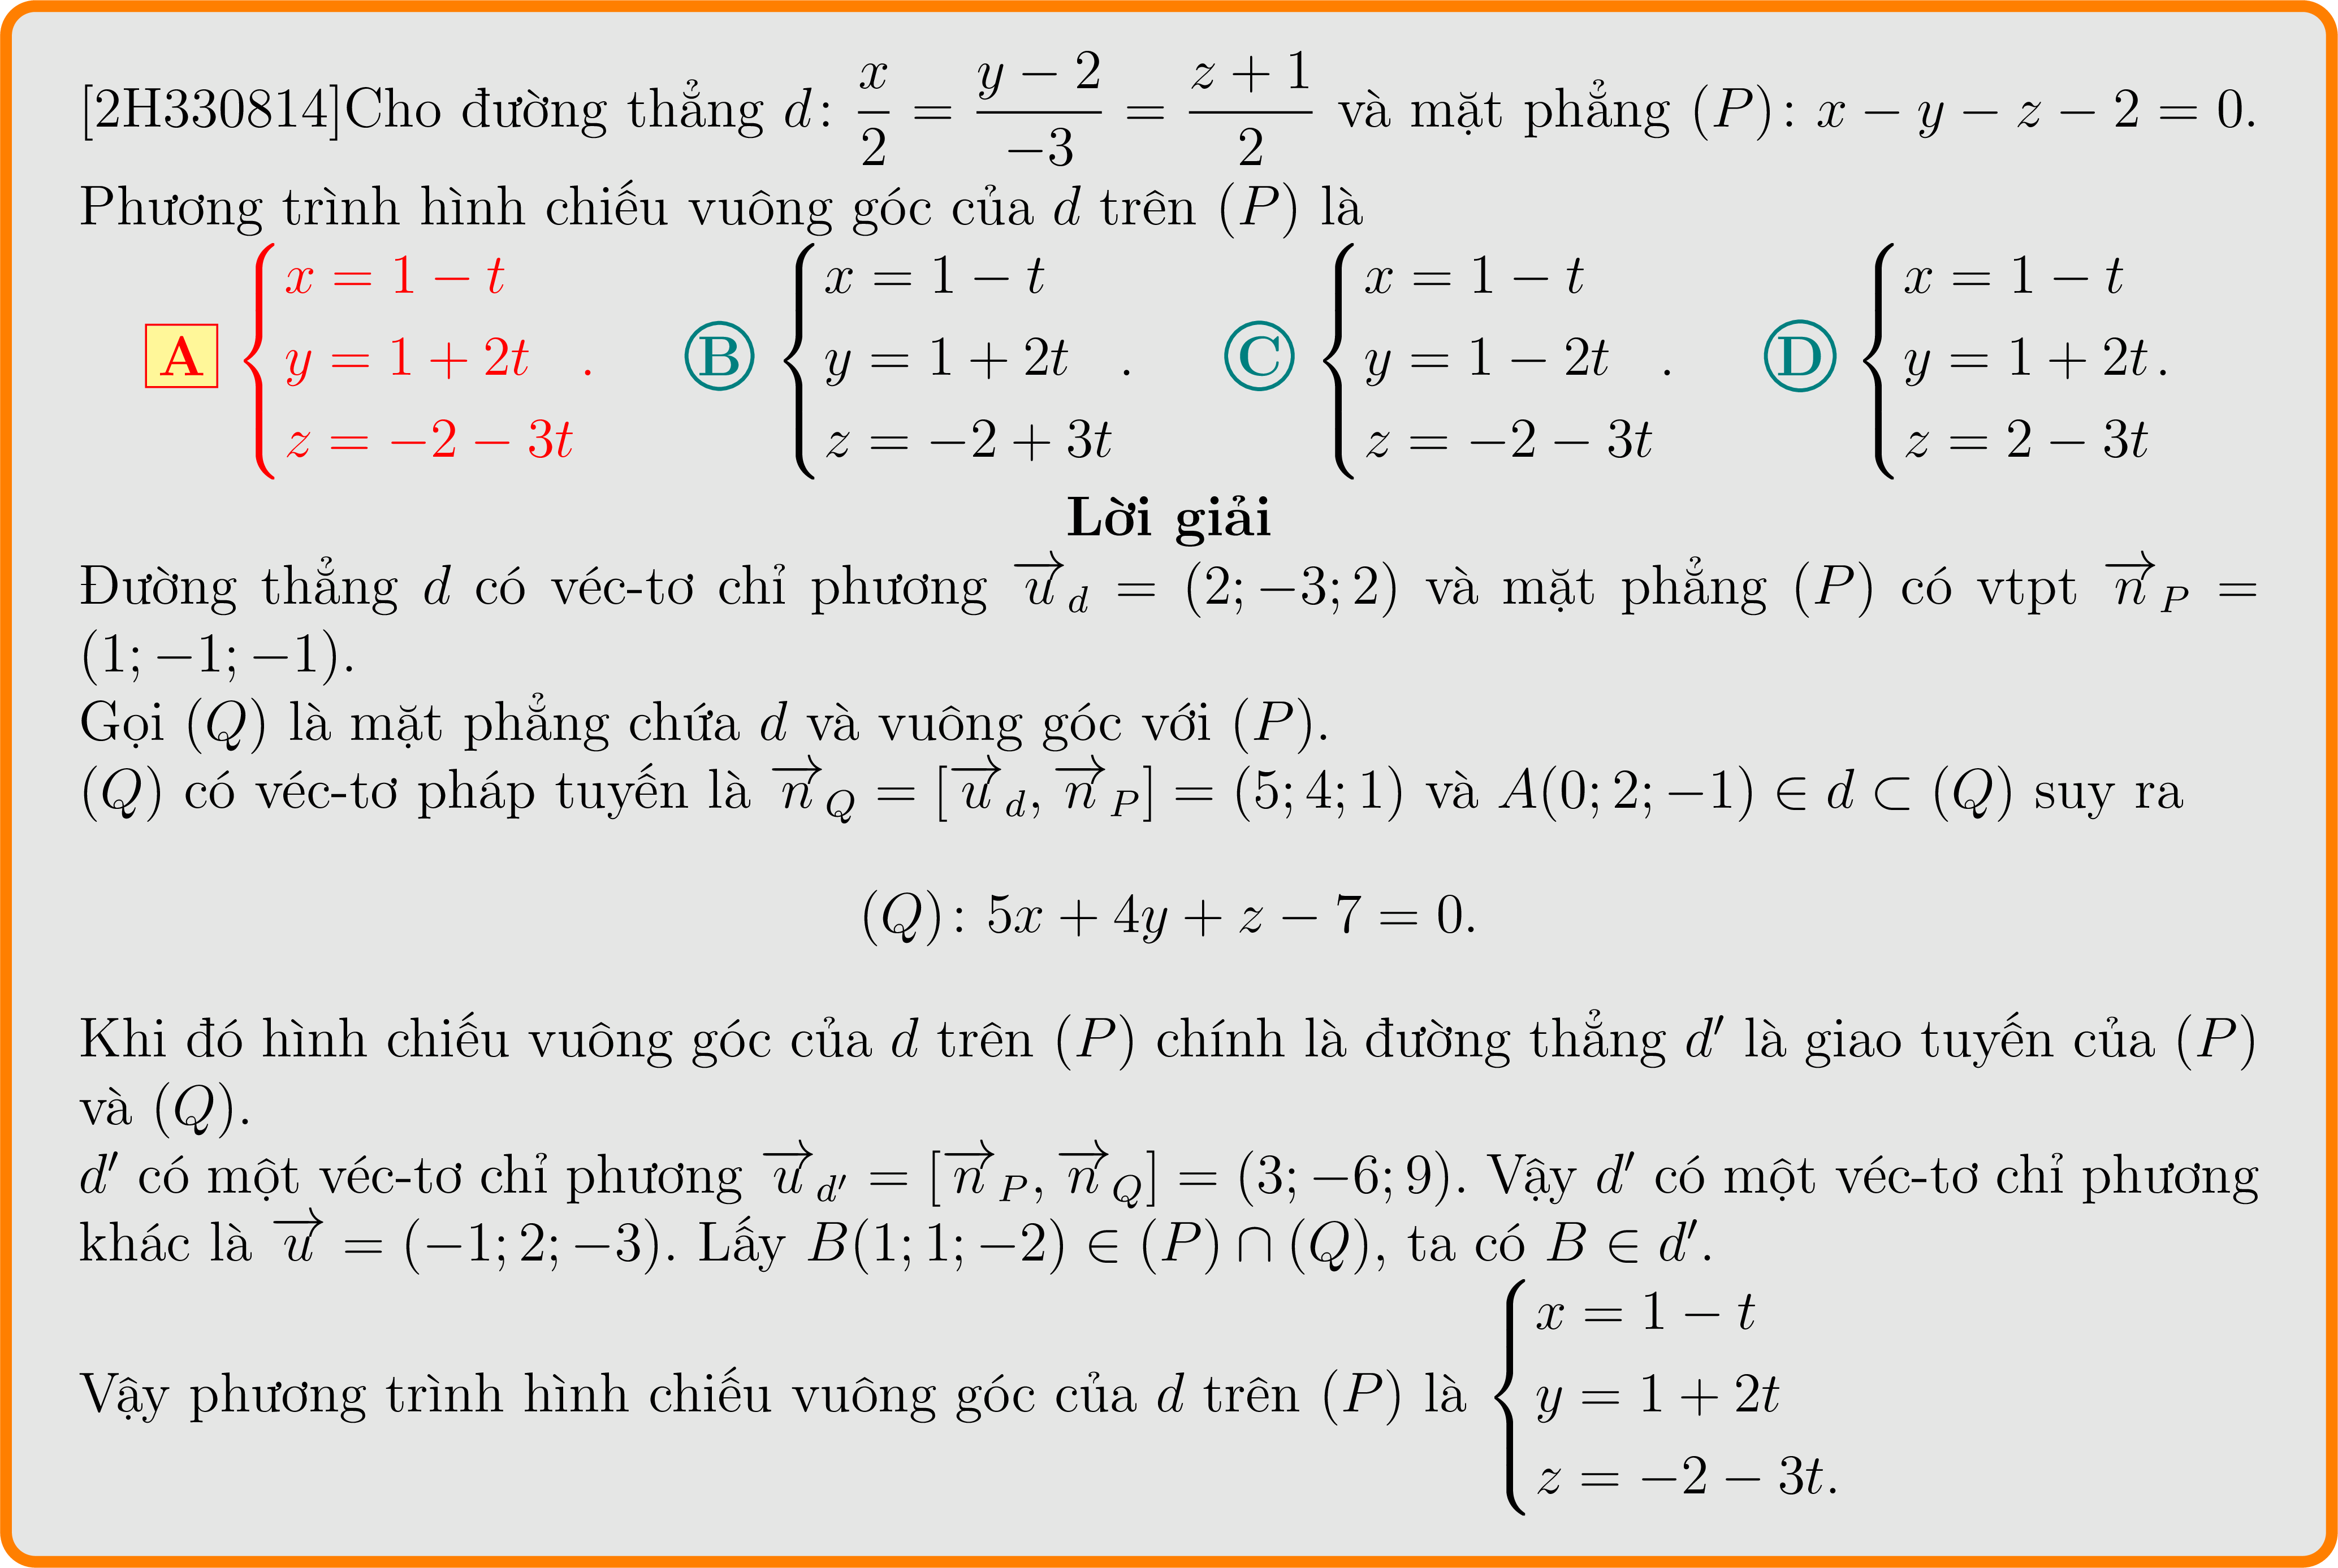 [2H330814]Cho đường thẳng $d\colon \dfrac{x}{2} = \dfrac{y-2}{-3} = \dfrac{z+1}{2}$ và mặt phẳng $(P)\colon x-y-z-2=0$.
Phương trình hình chiếu vuông góc của $d$ trên $(P)$ là
A $\begin{cases} x=1-t \\ y=1+2t \\ z=-2-3t \end{cases}$. B $\begin{cases} x=1-t \\ y=1+2t \\ z=-2+3t \end{cases}$. C $\begin{cases} x=1-t \\ y=1-2t \\ z=-2-3t \end{cases}$. D $\begin{cases} x=1-t \\ y=1+2t \\ z=2-3t \end{cases}$.
Lời giải
Đường thẳng $d$ có véc-tơ chỉ phương $\overrightarrow{u}_d = (2;-3;2)$ và mặt phẳng $(P)$ có vtpt $\overrightarrow{n}_P =$
$(1;-1;-1)$.
Gọi $(Q)$ là mặt phẳng chứa $d$ và vuông góc với $(P)$.
$(Q)$ có véc-tơ pháp tuyến là $\overrightarrow{n}_Q = [\overrightarrow{u}_d, \overrightarrow{n}_P] = (5;4;1)$ và $A(0;2;-1) \in d \subset (Q)$ suy ra
$(Q)\colon 5x+4y+z-7=0.$
Khi đó hình chiếu vuông góc của $d$ trên $(P)$ chính là đường thẳng $d'$ là giao tuyến của $(P)$
và $(Q)$.
$d'$ có một véc-tơ chỉ phương $\overrightarrow{u}_{d'} = [\overrightarrow{n}_P, \overrightarrow{n}_Q] = (3;-6;9)$. Vậy $d'$ có một véc-tơ chỉ phương
khác là $\overrightarrow{u} = (-1;2;-3)$. Lấy $B(1;1;-2) \in (P) \cap (Q)$, ta có $B \in d'$.
Vậy phương trình hình chiếu vuông góc của $d$ trên $(P)$ là $\begin{cases} x=1-t \\ y=1+2t \\ z=-2-3t. \end{cases}$